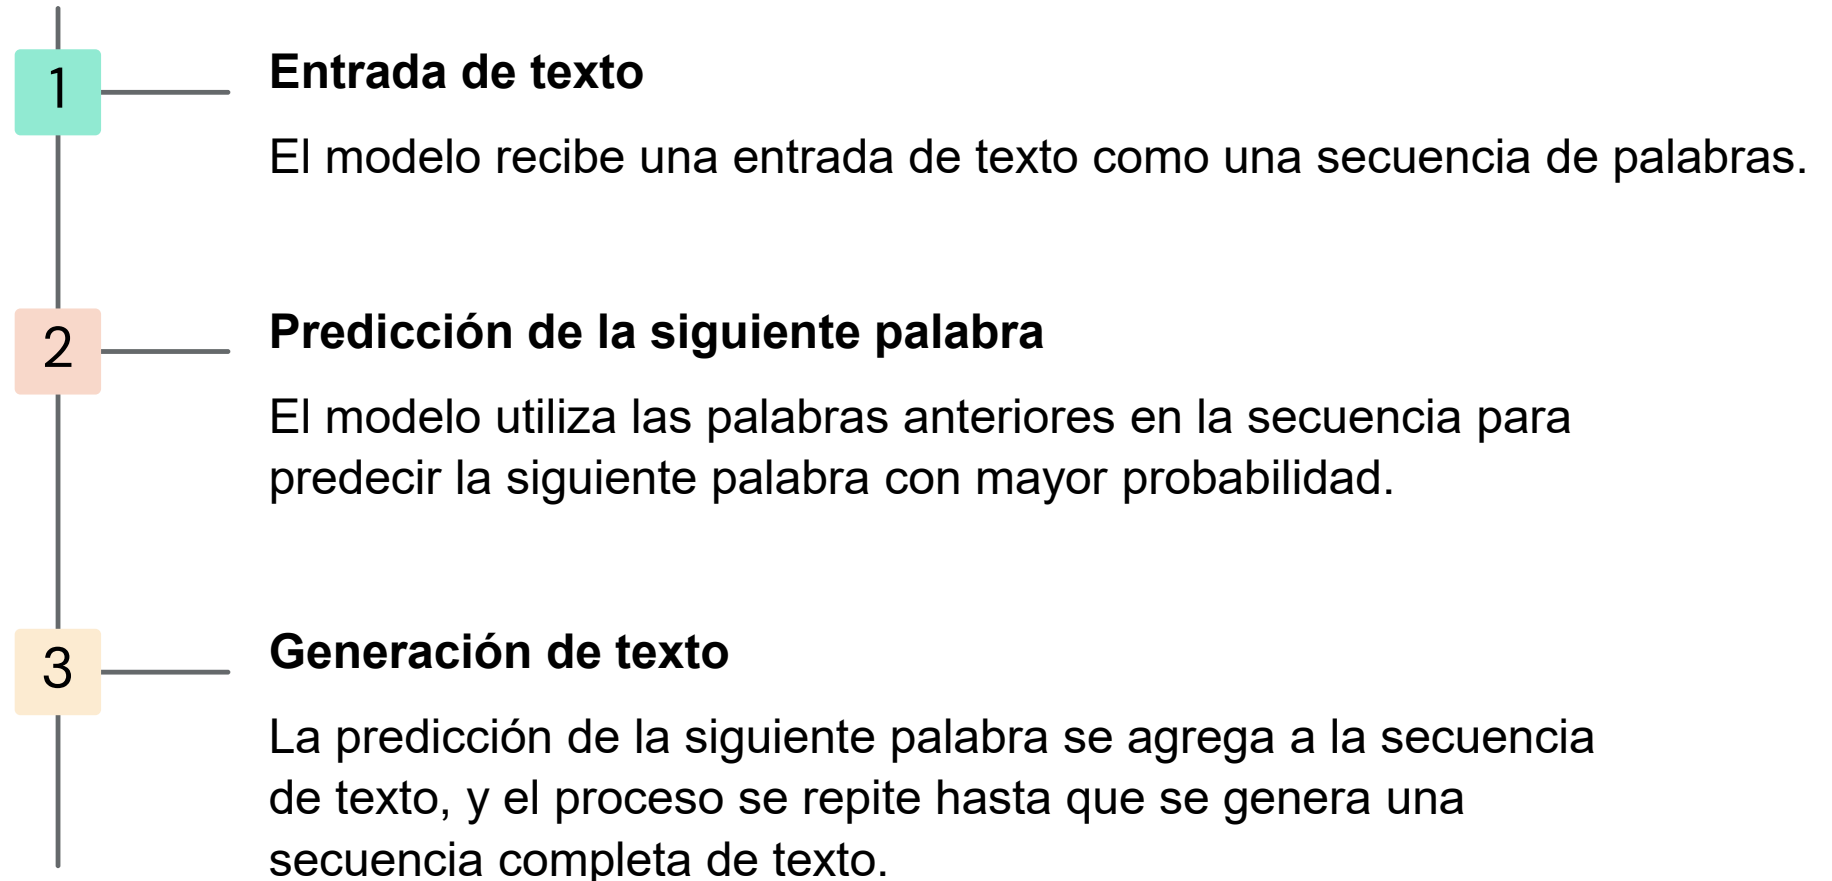 1
Entrada de texto
El modelo recibe una entrada de texto como una secuencia de palabras.
2
Predicción de la siguiente palabra
El modelo utiliza las palabras anteriores en la secuencia para
predecir la siguiente palabra con mayor probabilidad.
3
Generación de texto
La predicción de la siguiente palabra se agrega a la secuencia
de texto, y el proceso se repite hasta que se genera una
secuencia completa de texto.